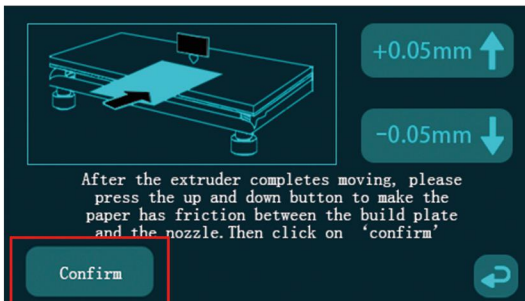 +0.05mm
-0.05mm
After the extruder completes moving, please
press the up and down button to make the
paper has friction between the build plate
and the nozzle.Then click on ‘confirm’
Confirm